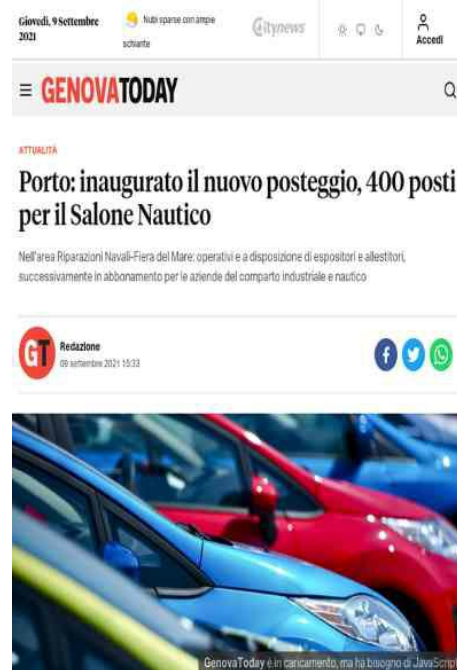 Giovedì, 9 Settembre
2021
Nubi sparse con ampie
schiarite
Citynews
Accedi
GENOVATODAY
ATTUALITÀ
Porto: inaugurato il nuovo posteggio, 400 posti
per il Salone Nautico
Nell'area Riparazioni Navali-Fiera del Mare: operativi e a disposizione di espositori e allestitori,
successivamente in abbonamento per le aziende del comparto industriale e nautico
GT
Redazione
09 settembre 2021 15:33
GenovaToday è in caricamento, ma ha bisogno di JavaScript